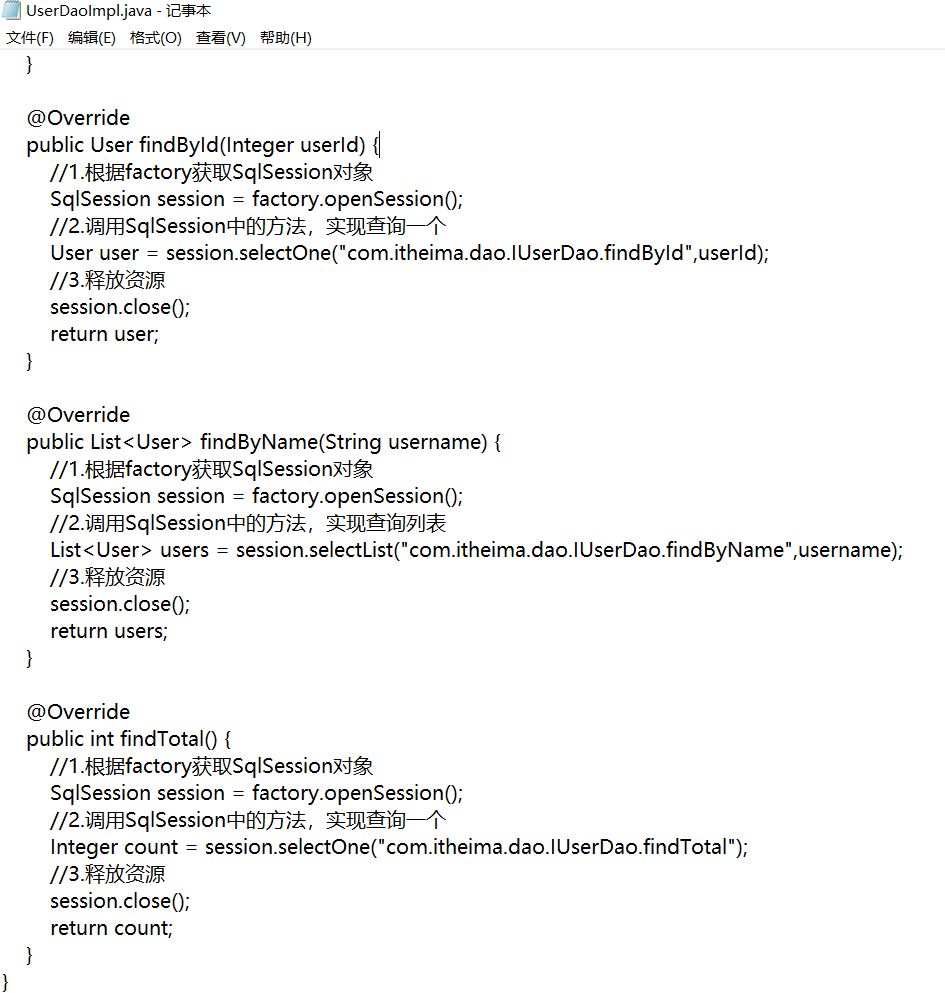 UserDaoImpl.java - 记事本
文件(F) 编辑(E) 格式(O) 查看(V) 帮助(H)
}
@Override
public User findById(Integer userId) {
//1.根据factory获取SqlSession对象
SqlSession session = factory.openSession();
//2.调用SqlSession中的方法，实现查询一个
User user = session.selectOne("com.itheima.dao.IUserDao.findById",userId);
//3.释放资源
session.close();
return user;
}
@Override
public List<User> findByName(String username) {
//1.根据factory获取SqlSession对象
SqlSession session = factory.openSession();
//2.调用SqlSession中的方法，实现查询列表
List<User> users = session.selectList("com.itheima.dao.IUserDao.findByName",username);
//3.释放资源
session.close();
return users;
}
@Override
public int findTotal() {
//1.根据factory获取SqlSession对象
SqlSession session = factory.openSession();
//2.调用SqlSession中的方法，实现查询一个
Integer count = session.selectOne("com.itheima.dao.IUserDao.findTotal");
//3.释放资源
session.close();
return count;
}
}